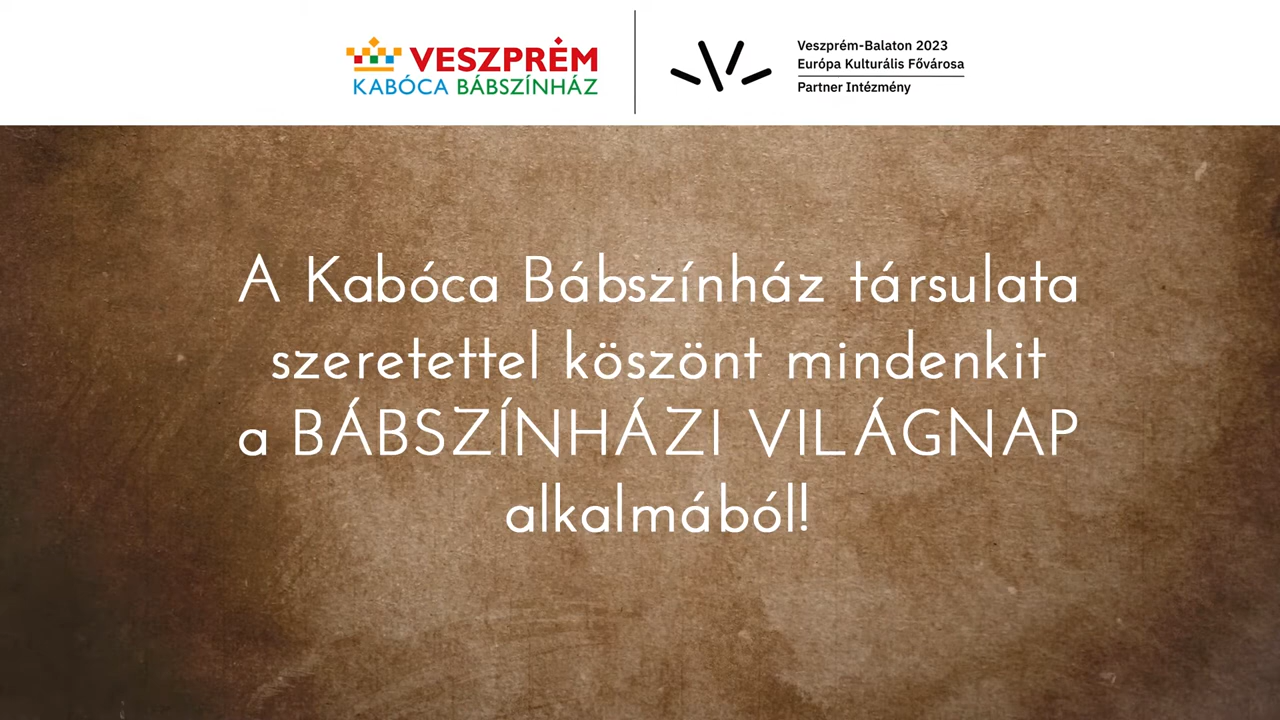 VESZPRÉM
KABÓCA BÁBSZÍNHÁZ
Veszprém-Balaton 2023
Európa Kulturális Fővárosa
Partner Intézmény
A Kabóca Bábszínház társulata
szeretettel köszönt mindenkit
a BÁBSZÍNHÁZI VILÁGNAP
alkalmából!